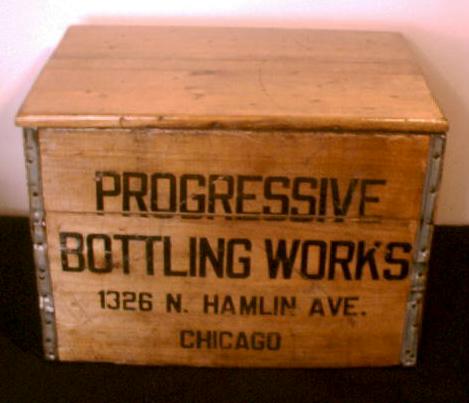 PROGRESSIVE
BOTTLING WORKS
1326 N. HAMLIN AVE.
CHICAGO